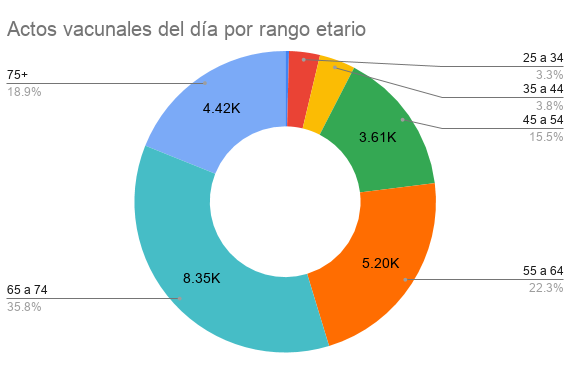 Actos vacunales del día por rango etario
25 a 34
3.3%
35 a 44
3.8%
45 a 54
15.5%
55 a 64
22.3%
65 a 74
35.8%
75+
18.9%
3.61K
5.20K
8.35K
4.42K